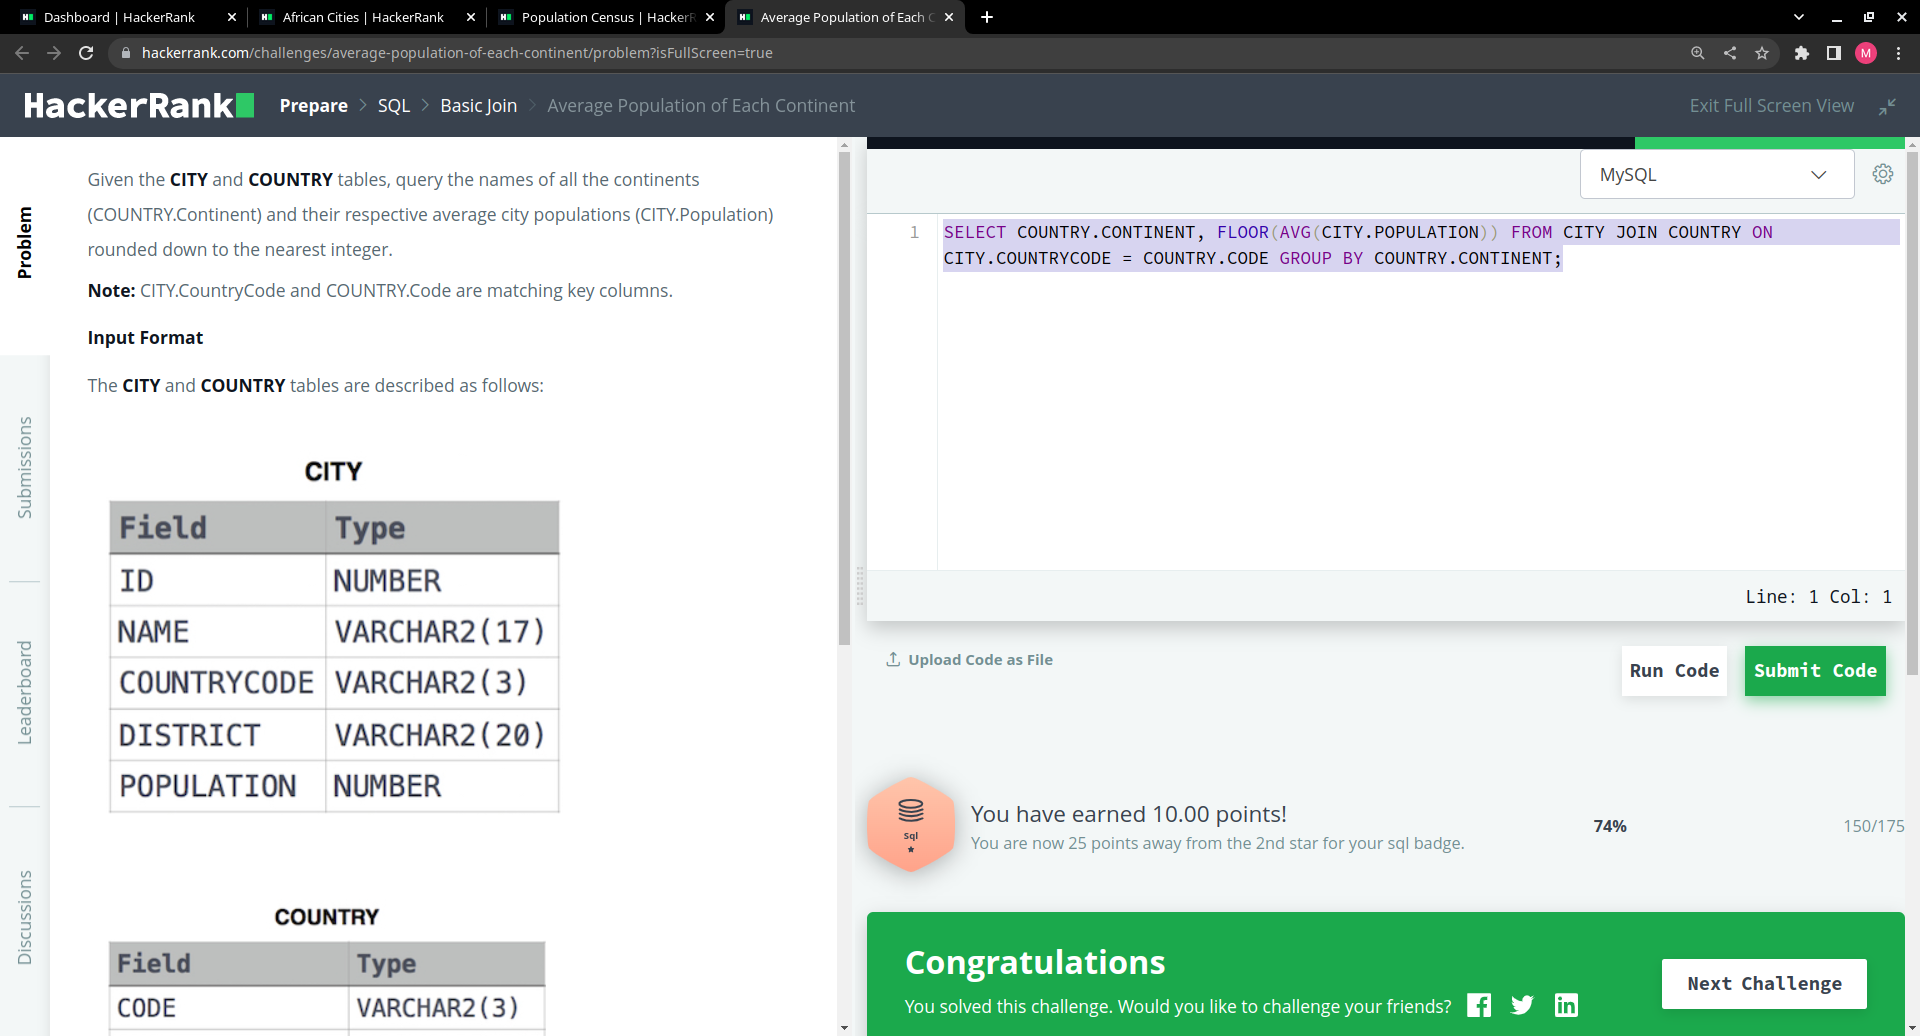 Dashboard | HackerRank
African Cities | HackerRank
Population Census | HackerR
Average Population of Each C
hackerrank.com/challenges/average-population-of-each-continent/problem?isFullScreen=true
M
HackerRank
Prepare > SQL > Basic Join > Average Population of Each Continent
Exit Full Screen View
Problem
Submissions
Leaderboard
Discussions
Given the CITY and COUNTRY tables, query the names of all the continents
(COUNTRY.Continent) and their respective average city populations (CITY.Population)
rounded down to the nearest integer.
Note: CITY.CountryCode and COUNTRY.Code are matching key columns.
Input Format
The CITY and COUNTRY tables are described as follows:
CITY
Field Type
ID NUMBER
NAME VARCHAR2(17)
COUNTRYCODE VARCHAR2(3)
DISTRICT VARCHAR2(20)
POPULATION NUMBER
COUNTRY
Field Type
CODE VARCHAR2(3)
MySQL
1 SELECT COUNTRY.CONTINENT, FLOOR(AVG(CITY.POPULATION)) FROM CITY JOIN COUNTRY ON
CITY.COUNTRYCODE = COUNTRY.CODE GROUP BY COUNTRY.CONTINENT;
Line: 1 Col: 1
Upload Code as File
Run Code
Submit Code
Sql
You have earned 10.00 points!
You are now 25 points away from the 2nd star for your sql badge.
74%
150/175
Congratulations
You solved this challenge. Would you like to challenge your friends?
Next Challenge